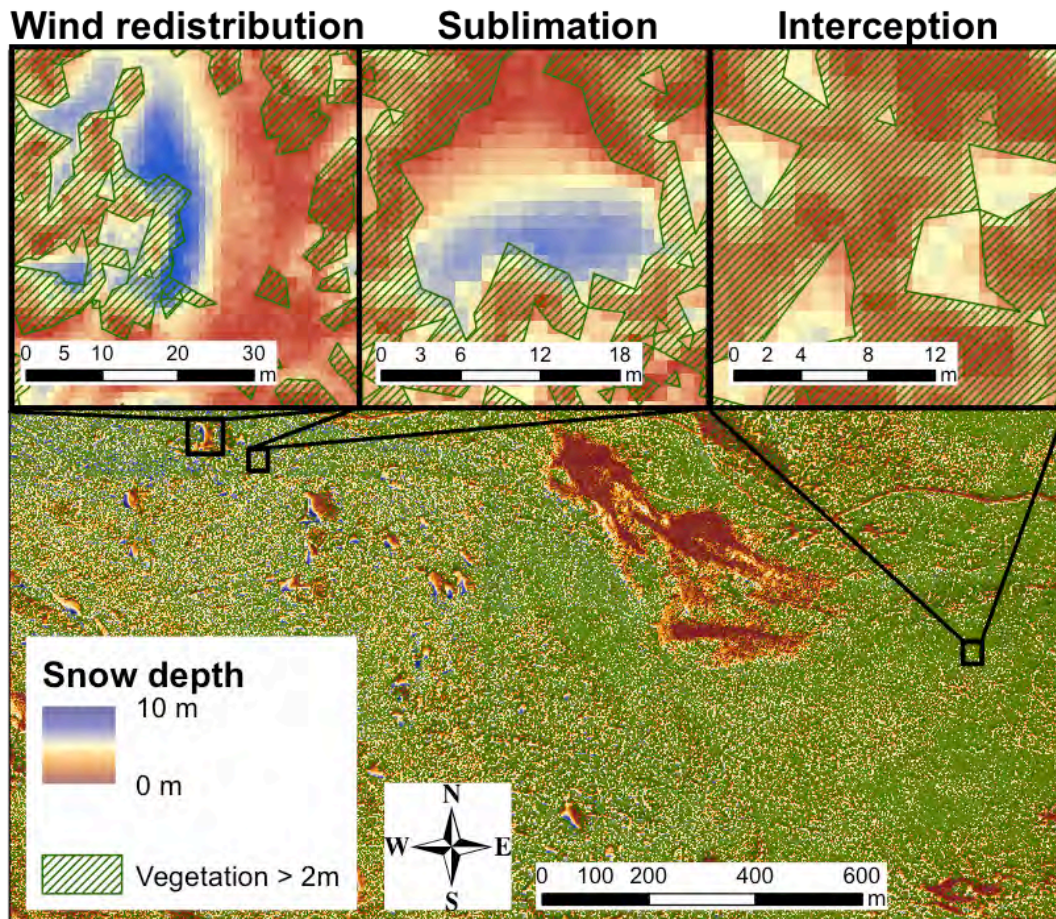 Wind redistribution Sublimation Interception
0 5 10 20 30 m
0 3 6 12 18 m
0 2 4 8 12 m
Snow depth
10 m
0 m
Vegetation > 2m
N
W E
S
0 100 200 400 600 m